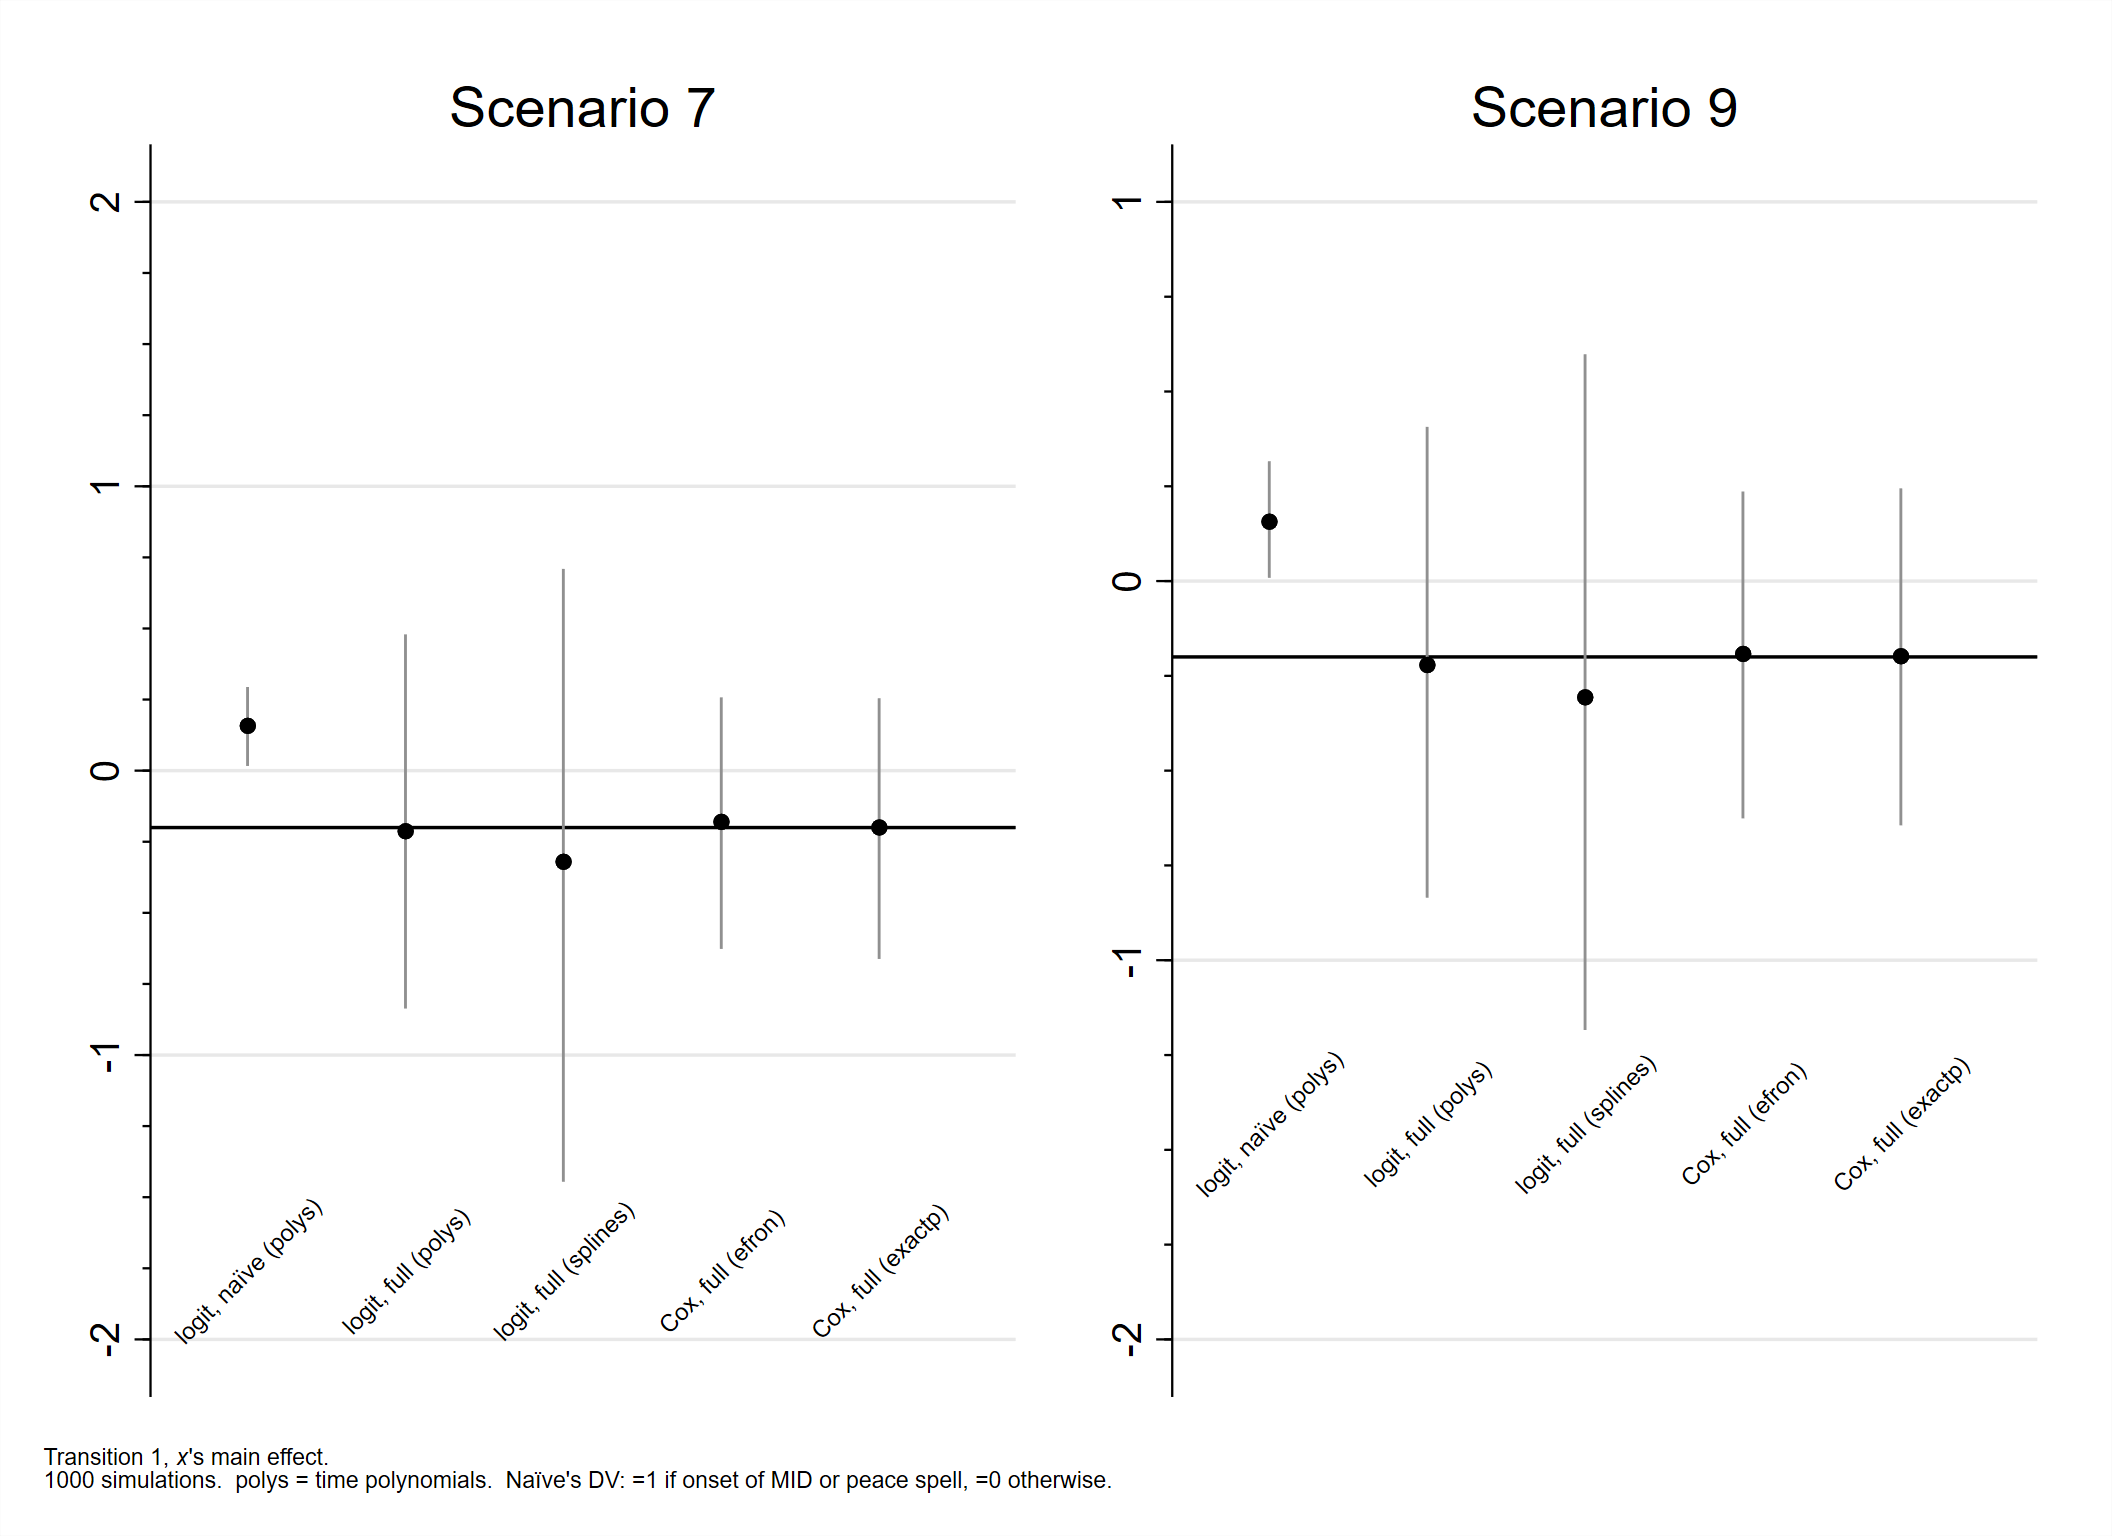 Scenario 7
2
1
0
-1
-2
logit, naïve (polys)
logit, full (polys)
logit, full (splines)
Cox, full (efron)
Cox, full (exactp)
Scenario 9
1
0
-1
-2
logit, naïve (polys)
logit, full (polys)
logit, full (splines)
Cox, full (efron)
Cox, full (exactp)
Transition 1, x's main effect.
1000 simulations.  polys = time polynomials.  Naïve's DV: =1 if onset of MID or peace spell, =0 otherwise.